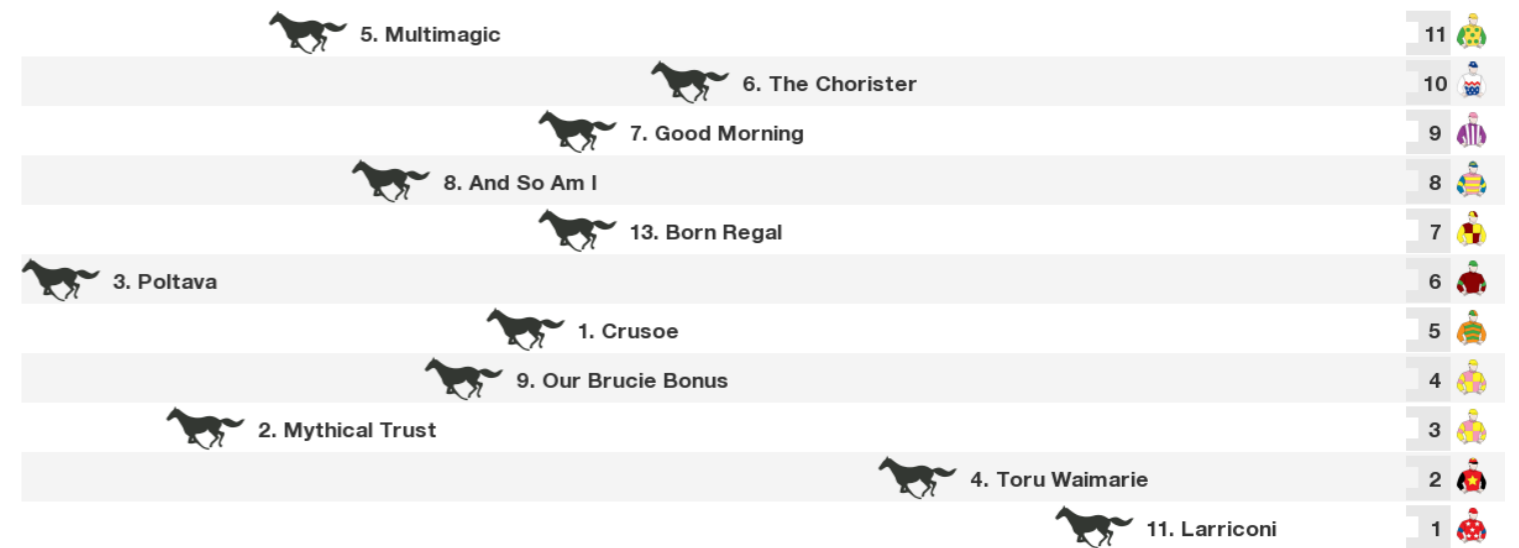 5. Multimagic 11
6. The Chorister 10
7. Good Morning 9
8. And So Am I 8
13. Born Regal 7
3. Poltava 6
1. Crusoe 5
9. Our Brucie Bonus 4
2. Mythical Trust 3
4. Toru Waimarie 2
11. Larriconi 1